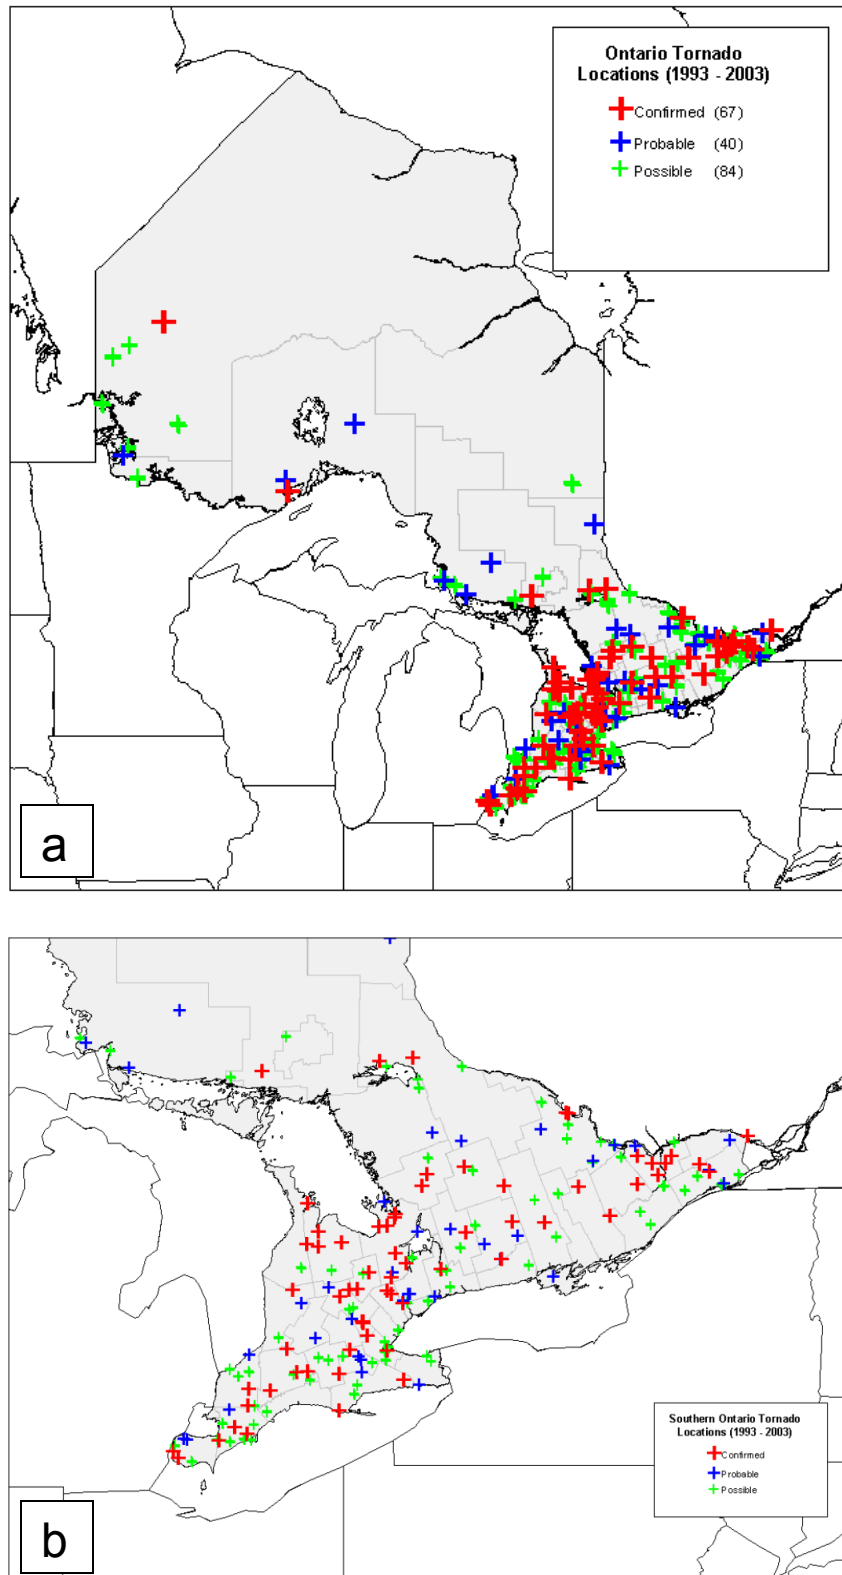 Ontario Tornado
Locations (1993 - 2003)
Confirmed (67)
Probable (40)
Possible (84)
a
Southern Ontario Tornado
Locations (1993 - 2003)
Confirmed
Probable
Possible
b